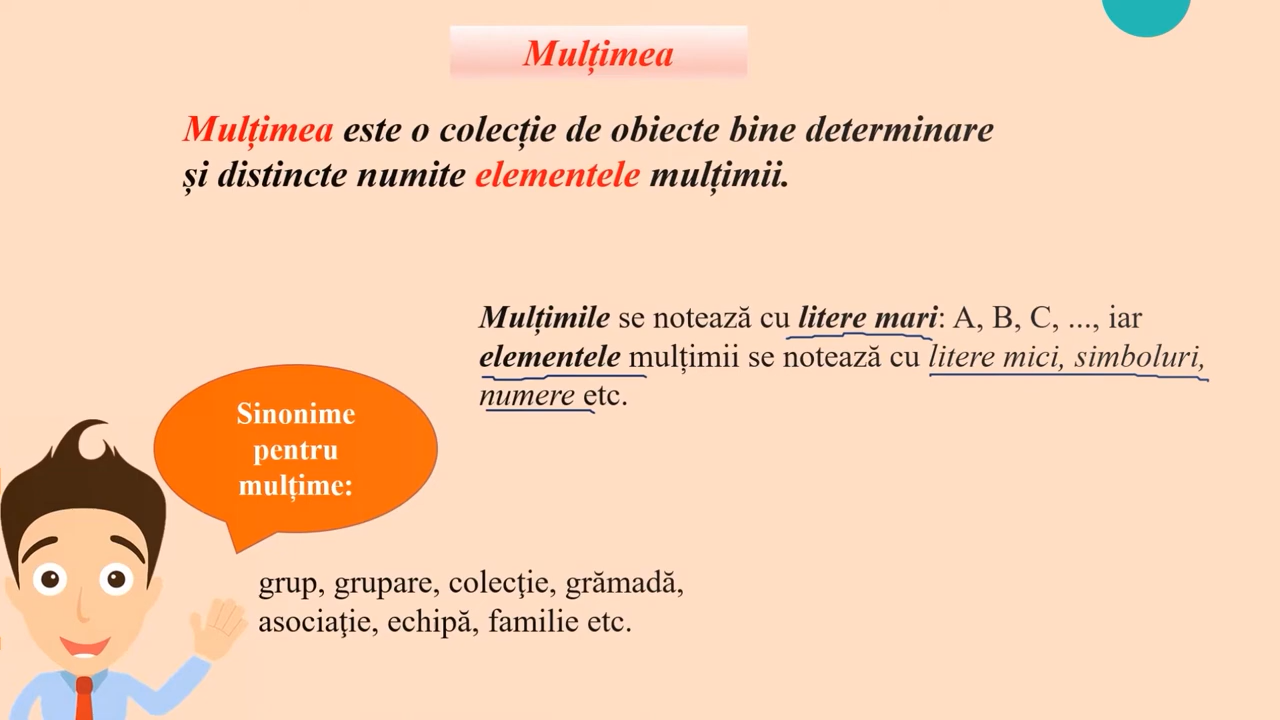 Mulțimea
Mulțimea este o colecție de obiecte bine determinare
și distincte numite elementele mulțimii.
Mulțimile se notează cu litere mari: A, B, C, ..., iar
elementele mulțimii se notează cu litere mici, simboluri,
numere etc.
Sinonime
pentru
mulțime:
grup, grupare, colecţie, grămadă,
asociaţie, echipă, familie etc.